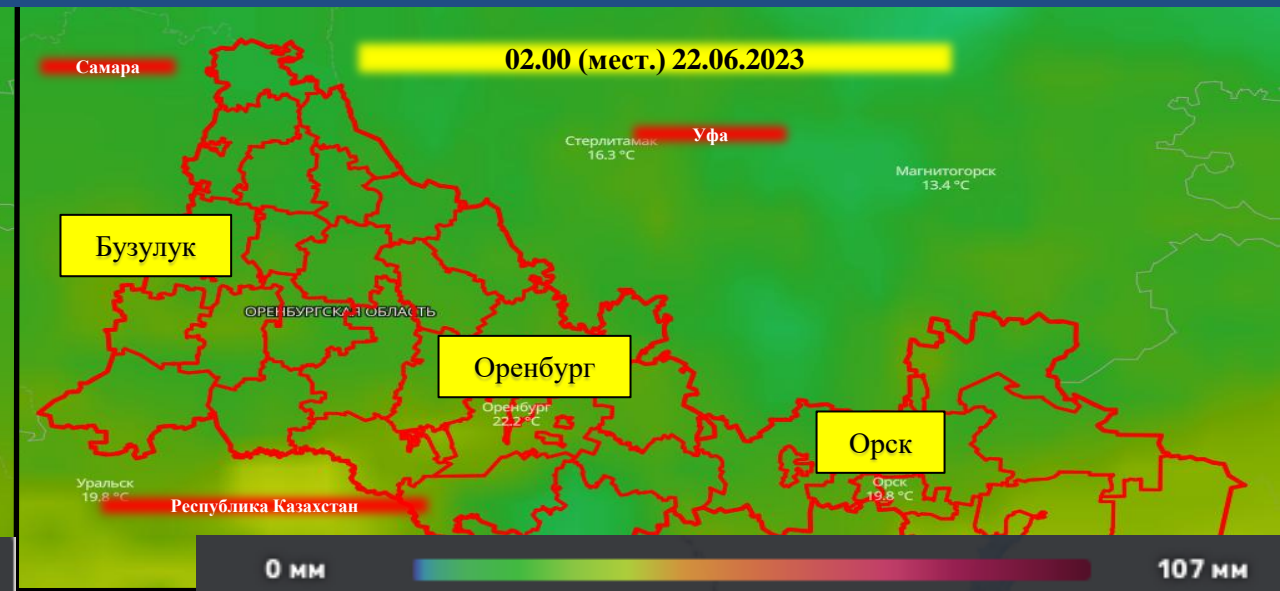 02.00 (мест.) 22.06.2023
Самара
Уфа
Стерлитамак
16.3 °C
Магнитогорск
13.4 °C
Бузулук
ОРЕНБУРГСКАЯ ОБЛАСТЬ
Оренбург
Оренбург
22.2 °C
Орск
Орск
19.8 °C
Уральск
19.8 °C
Республика Казахстан
0 мм
107 мм